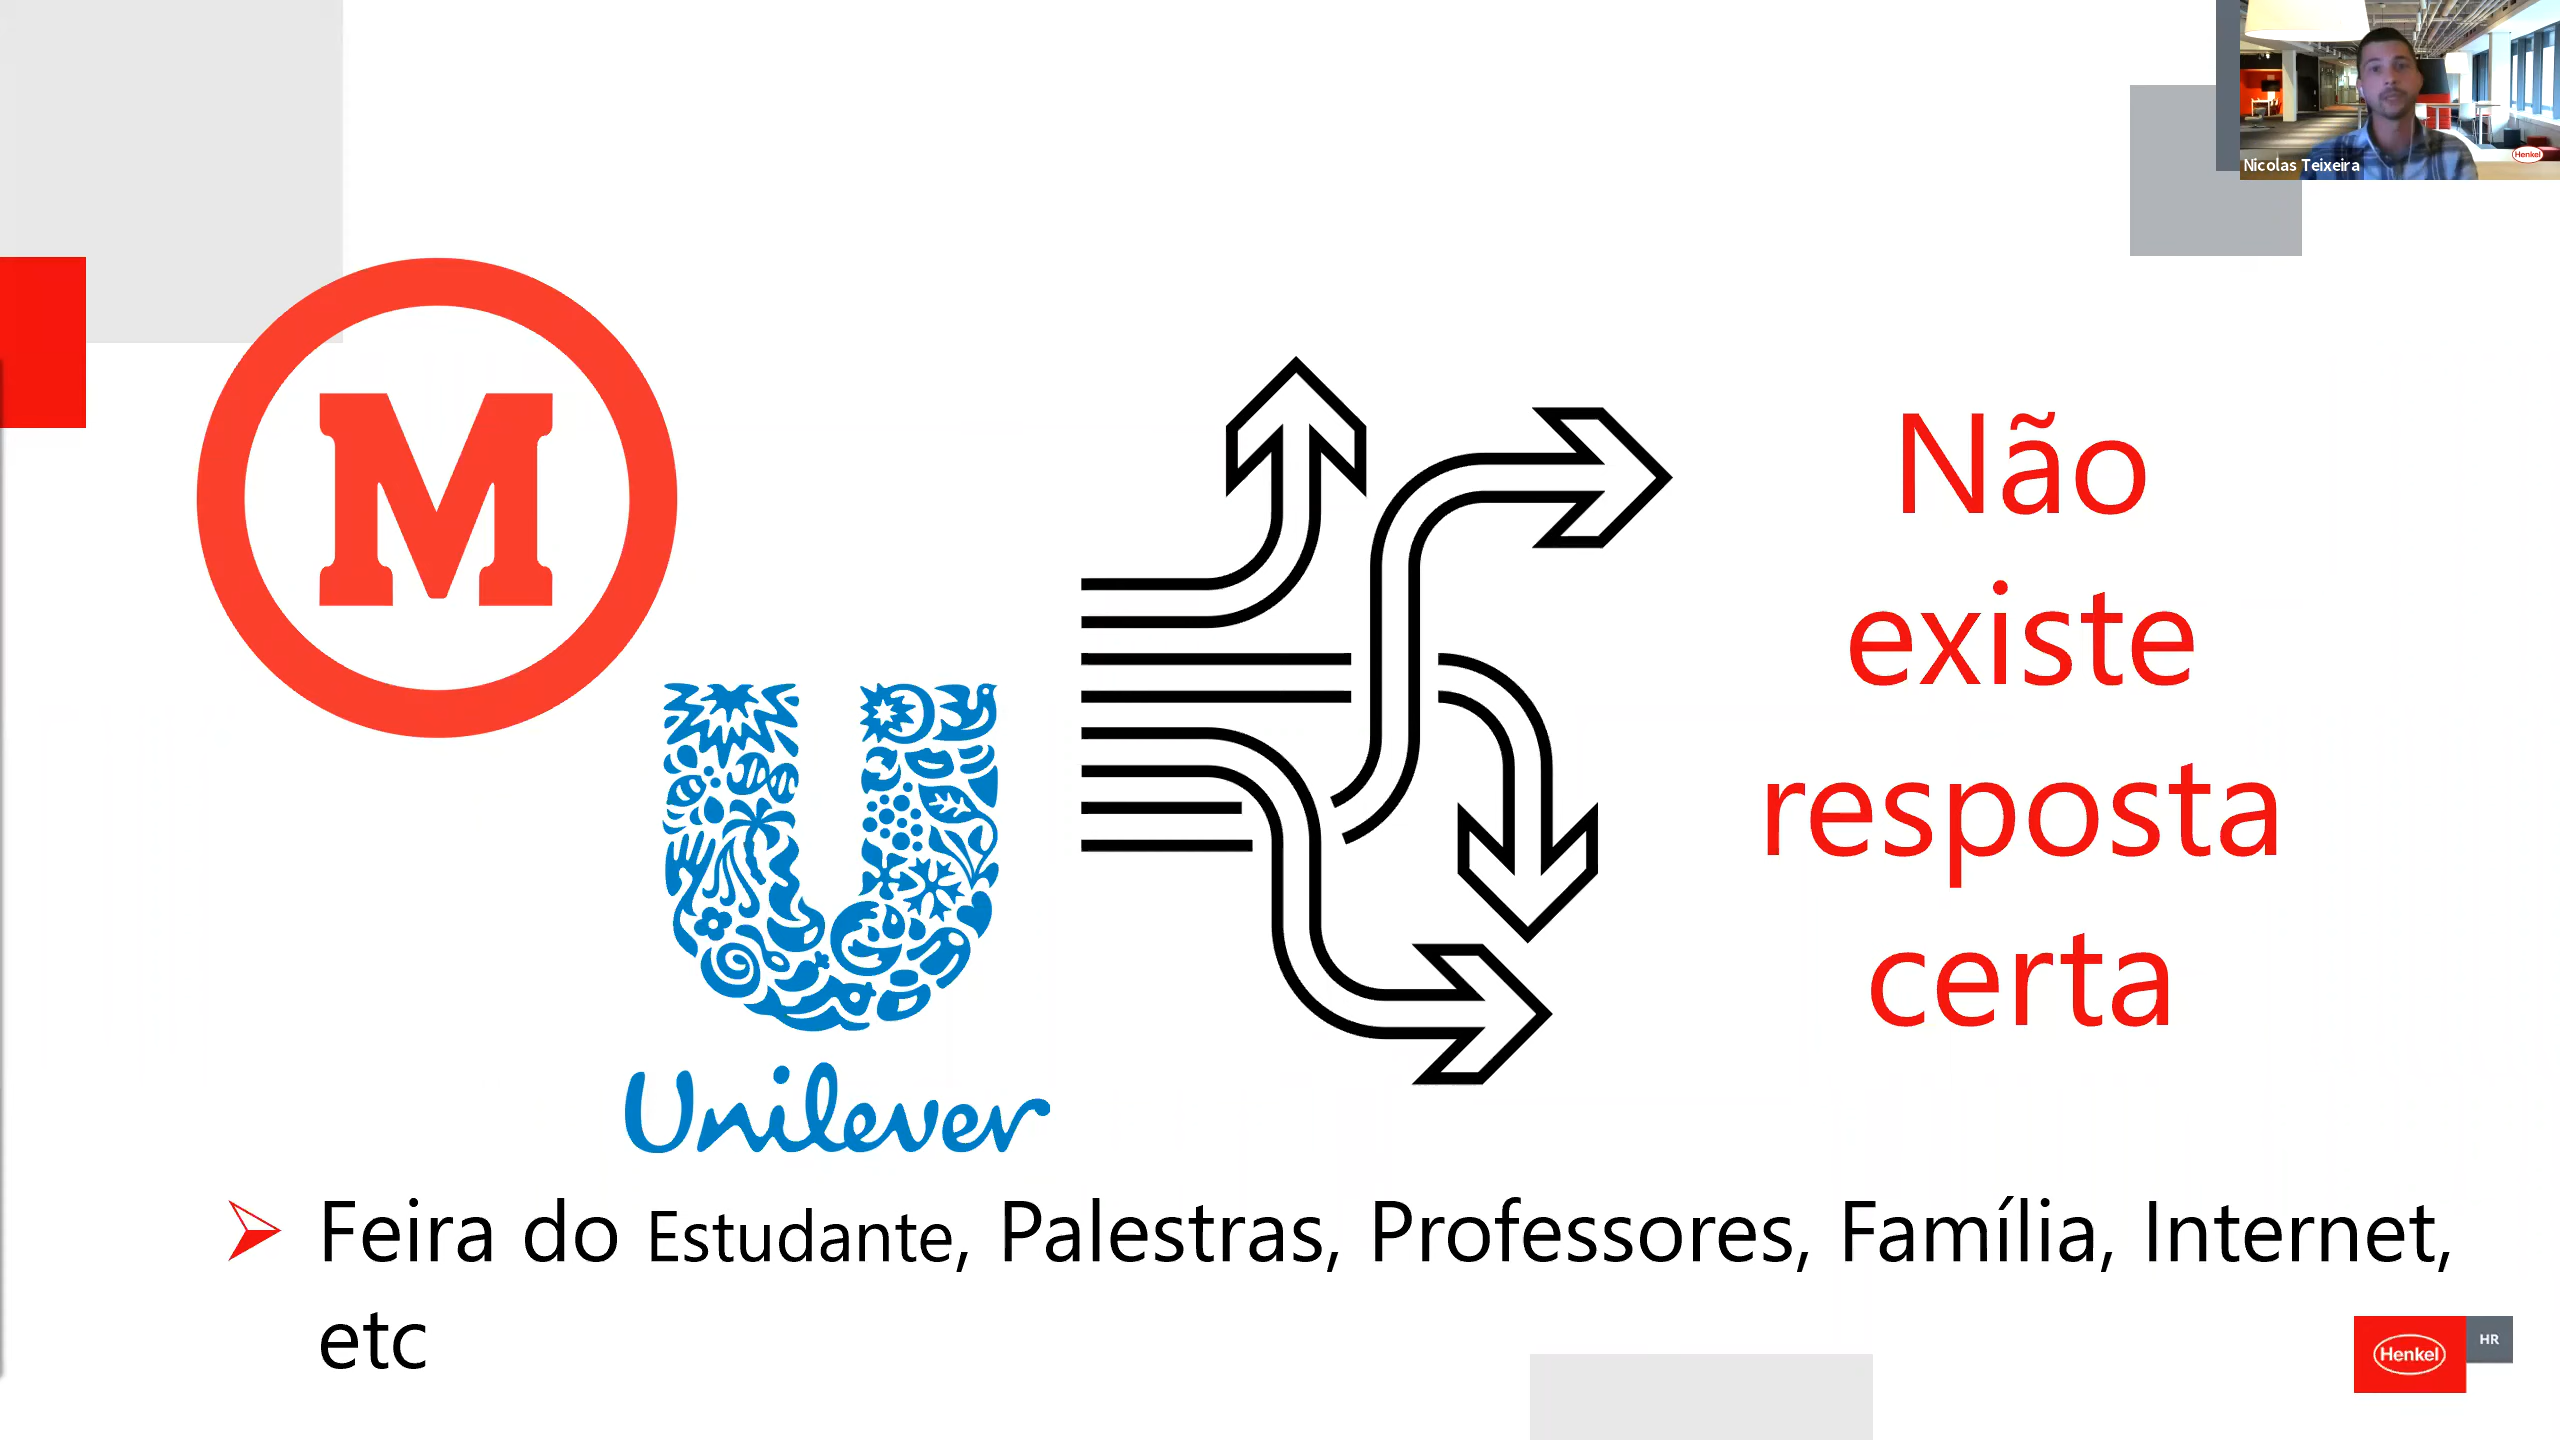 Nicolas Teixeira
Henkel
M
Unilever
Não
existe
resposta
certa
Feira do Estudante, Palestras, Professores, Família, Internet,
etc
Henkel
HR